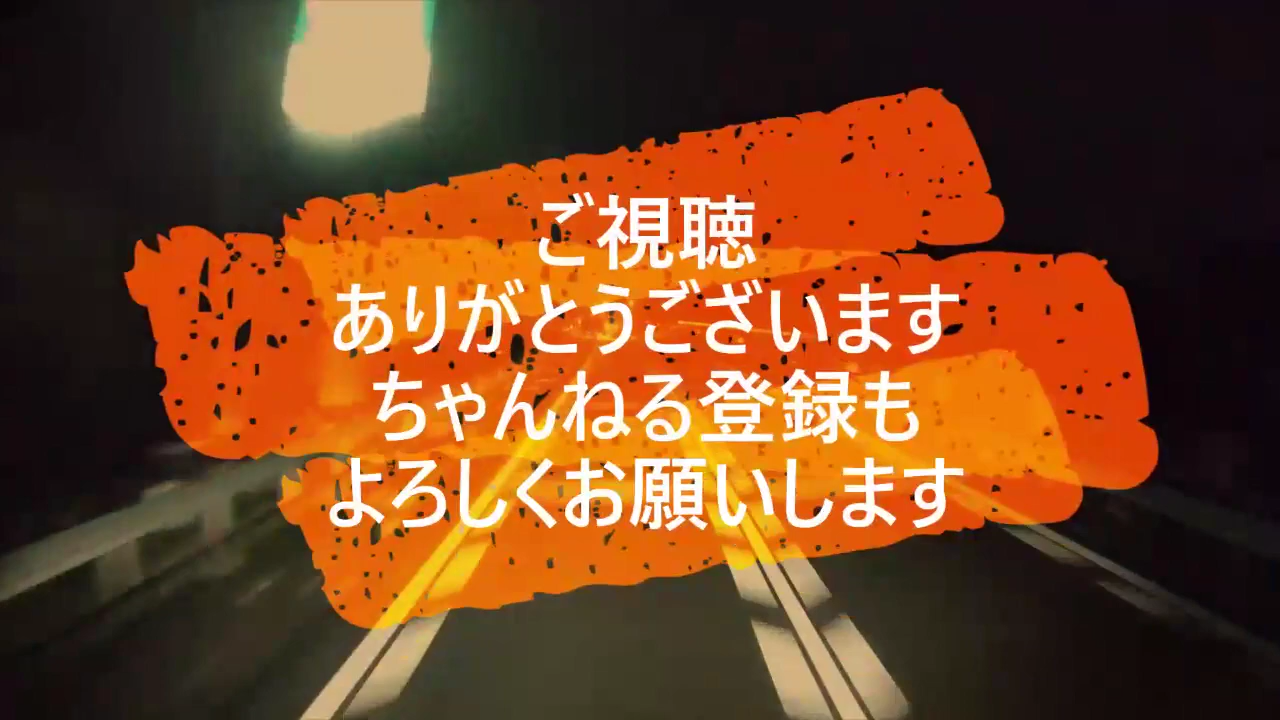 ご視聴
ありがとうございます
ちゃんねる登録も
よろしくお願いします